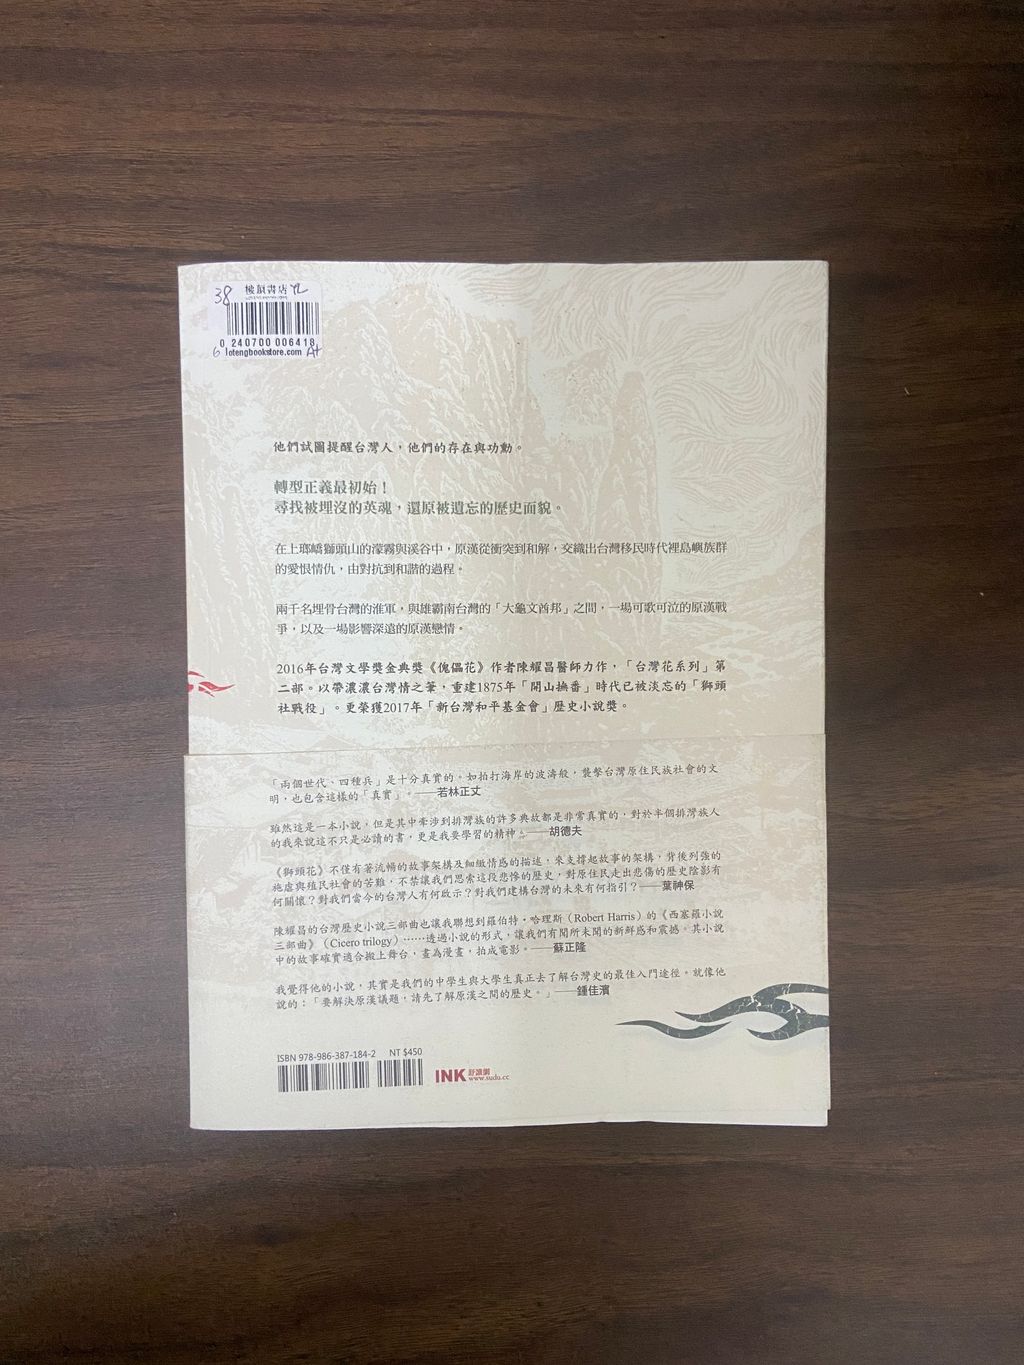 38 樓頂書店 北
0 240700 006418
6 lotengbookstore.com A+
他們試圖提醒台灣人，他們的存在與功勳。
轉型正義最初始！
尋找被埋沒的英魂，還原被遺忘的歷史面貌。
在上瑯嶠獅頭山的濛霧與溪谷中，原漢從衝突到和解，交織出台灣移民時代裡島嶼族群
的愛恨情仇，由對抗到和諧的過程。
兩千名埋骨台灣的淮軍，與雄霸南台灣的「大龜文酋邦」之間，一場可歌可泣的原漢戰
爭，以及一場影響深遠的原漢戀情。
2016年台灣文學獎金典獎《傀儡花》作者陳耀昌醫師力作，「台灣花系列」第
二部。以帶濃濃台灣情之筆，重建1875年「開山撫番」時代已被淡忘的「獅頭
社戰役」。更榮獲2017年「新台灣和平基金會」歷史小說獎。
「兩個世代、四種兵」是十分真實的。如拍打海岸的波濤般，襲擊台灣原住民族社會的文
明，也包含這樣的「真實」。——若林正丈
雖然這是一本小說，但是其中牽涉到排灣族的許多典故都是非常真實的，對於半個排灣族人
的我來說這不只是必讀的書，更是我要學習的精神。——胡德夫
《獅頭花》不僅有著流暢的故事架構及細緻情感的描述，來支撐起故事的架構，背後列強的
施虐與殖民社會的苦難，不禁讓我們思索這段悲慘的歷史，對原住民走出悲傷的歷史陰影有
何關懷？對我們當今的台灣人有何啟示？對我們建構台灣的未來有何指引？——葉神保
陳耀昌的台灣歷史小說三部曲也讓我聯想到羅伯特・哈理斯（Robert Harris）的《西塞羅小說
三部曲》（Cicero trilogy）……透過小說的形式，讓我們有聞所未聞的新鮮感和震撼。其小說
中的故事確實適合搬上舞台，畫為漫畫，拍成電影。——蘇正隆
我覺得他的小說，其實是我們的中學生與大學生真正去了解台灣史的最佳入門途徑。就像他
說的：「要解決原漢議題，請先了解原漢之間的歷史。」——鍾佳濱
ISBN 978-986-387-184-2 NT $450
INK 舒讀網
www.sudu.cc